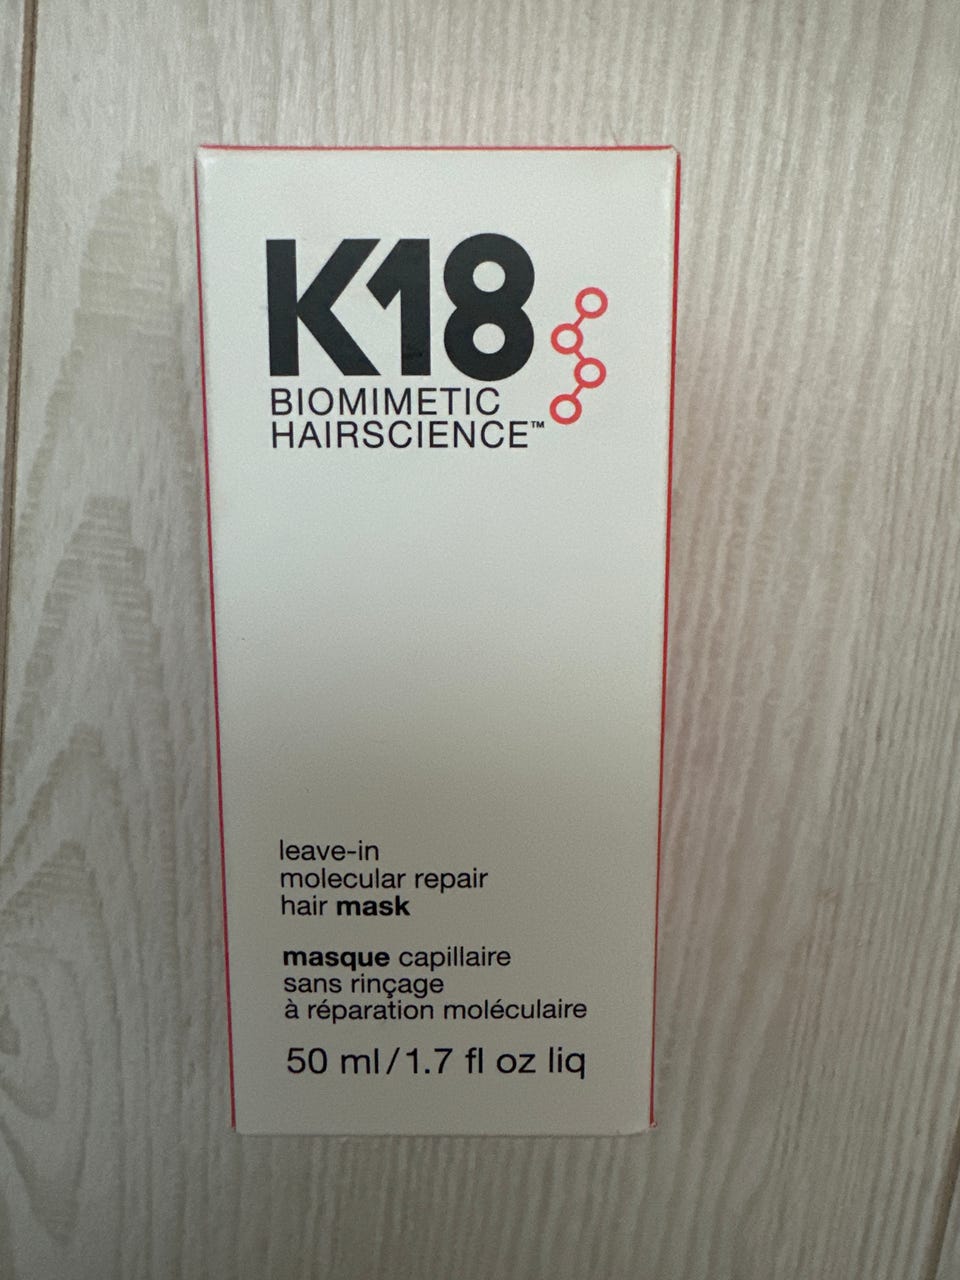 K18
BIOMIMETIC
HAIRSCIENCE™
leave-in
molecular repair
hair mask
masque capillaire
sans rinçage
à réparation moléculaire
50 ml/1.7 fl oz liq